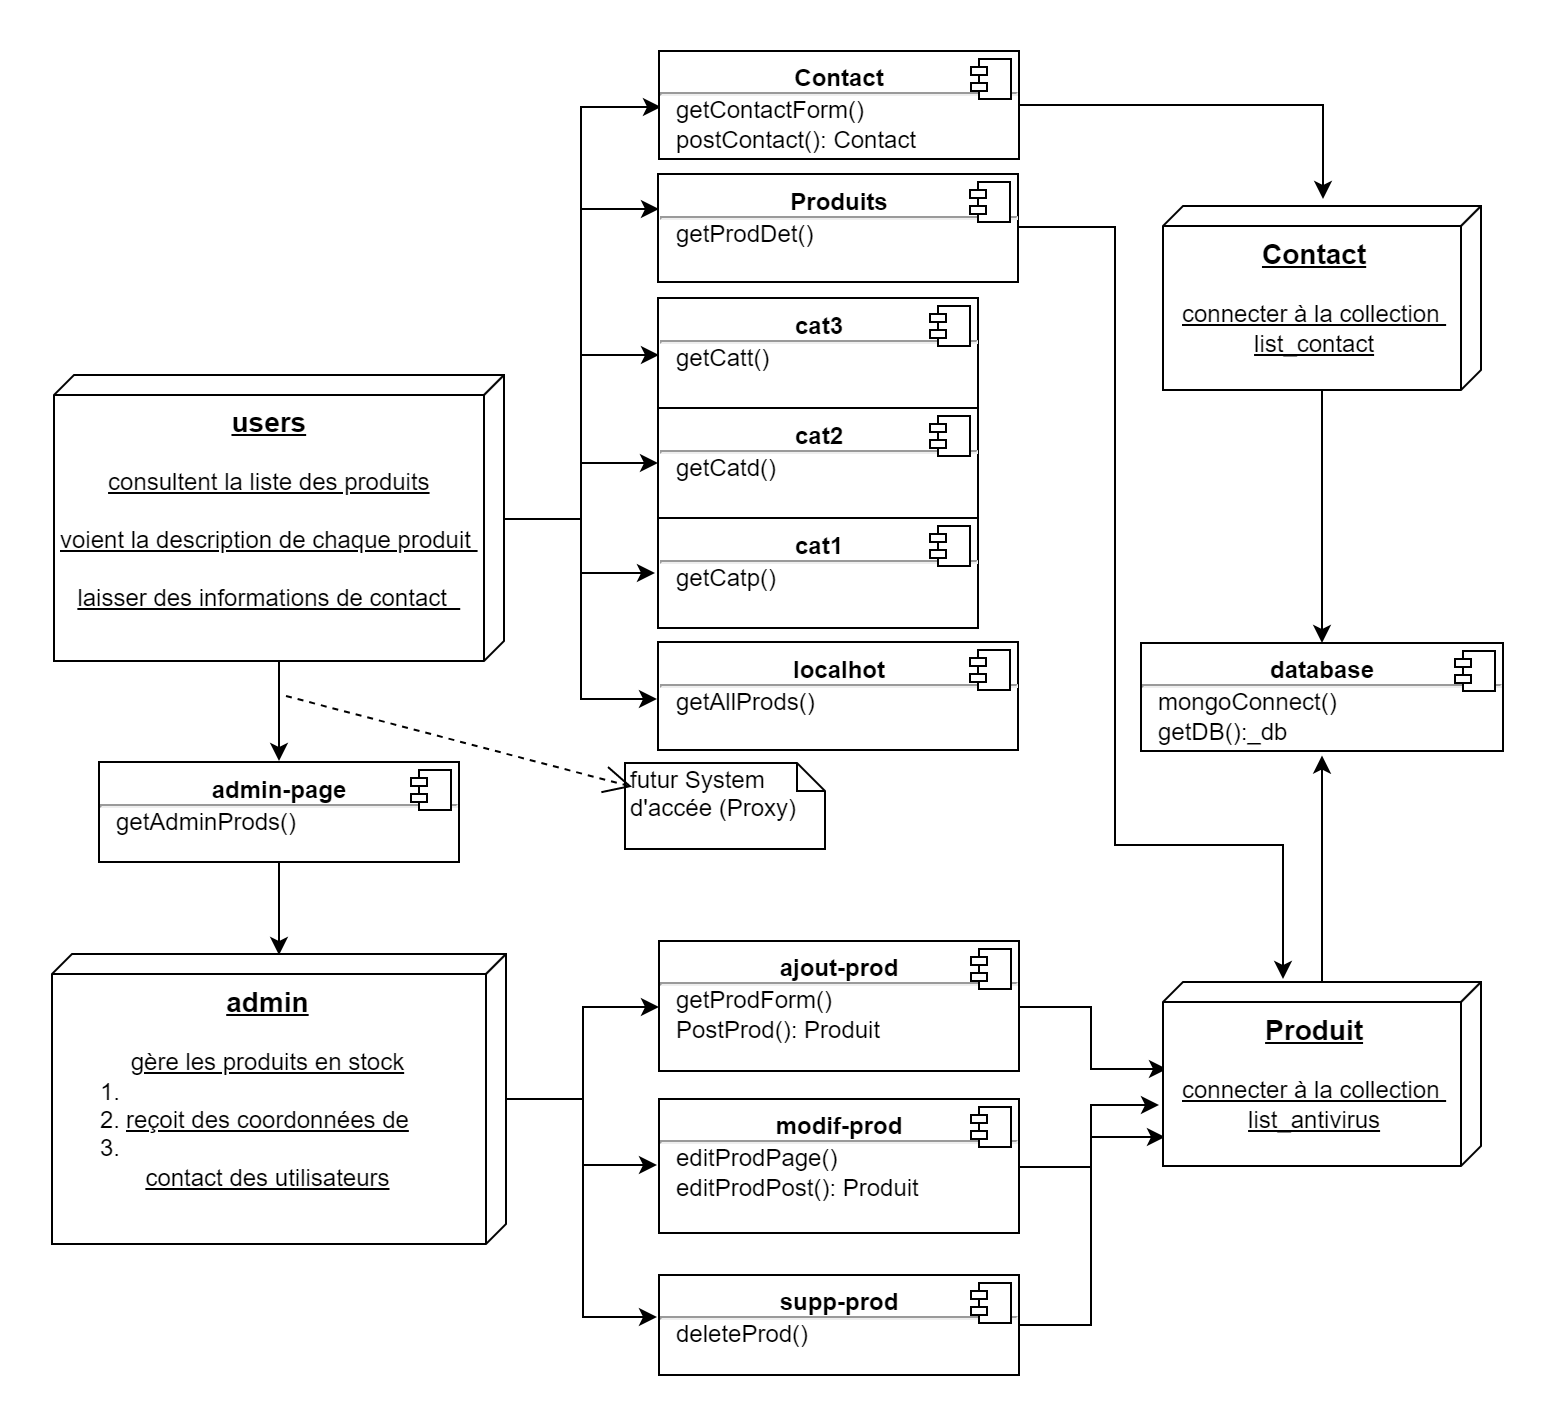 Contact
getContactForm()
postContact(): Contact
Produits
getProdDet()
cat3
getCatt()
cat2
getCatd()
cat1
getCatp()
localhot
getAllProds()
users
consultent la liste des produits
voient la description de chaque produit
laisser des informations de contact
Contact
connecter à la collection
list_contact
database
mongoConnect()
getDB():_db
admin-page
getAdminProds()
futur System
d'accée (Proxy)
admin
gère les produits en stock
1.
2. reçoit des coordonnées de
3.
contact des utilisateurs
ajout-prod
getProdForm()
PostProd(): Produit
modif-prod
editProdPage()
editProdPost(): Produit
supp-prod
deleteProd()
Produit
connecter à la collection
list_antivirus